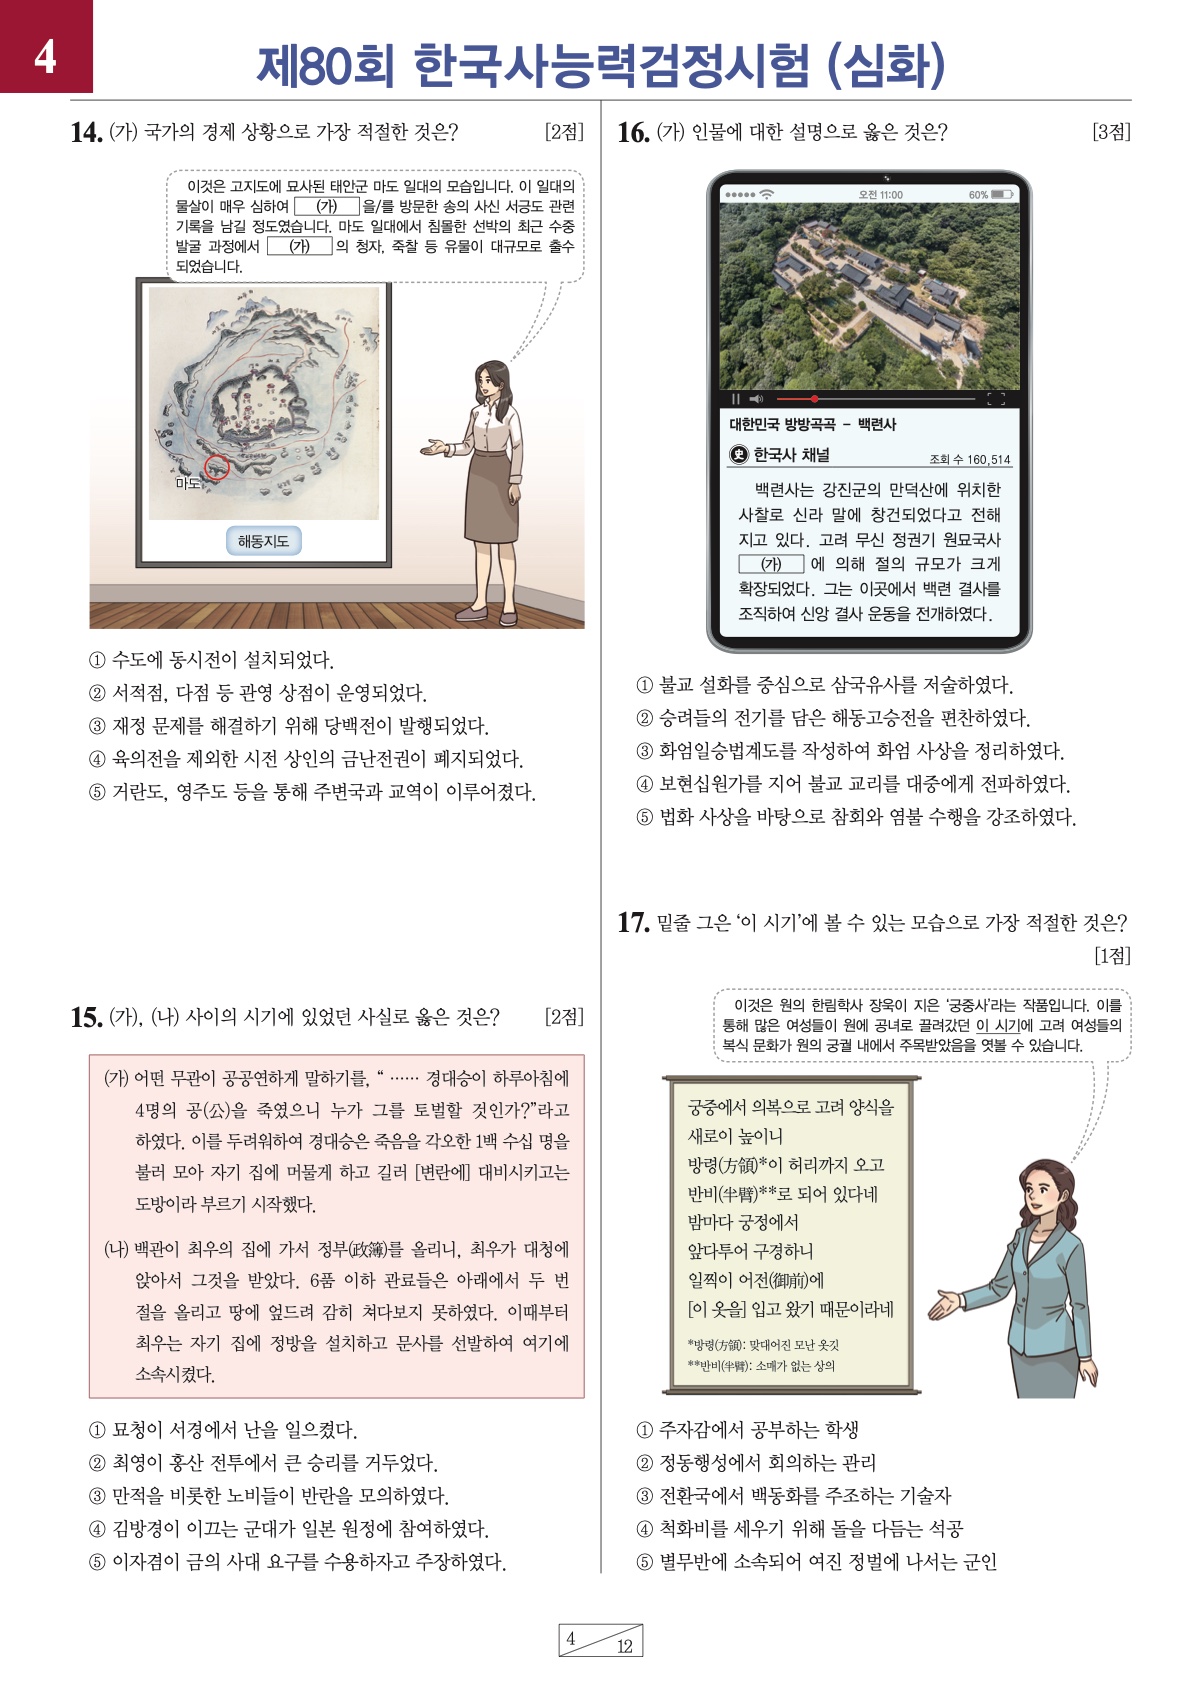 4
제80회 한국사능력검정시험 (심화)
14. (가) 국가의 경제 상황으로 가장 적절한 것은? [2점]
이것은 고지도에 묘사된 태안군 마도 일대의 모습입니다. 이 일대의
물살이 매우 심하여 (가) 을/를 방문한 송의 사신 서긍도 관련
기록을 남길 정도였습니다. 마도 일대에서 침몰한 선박의 최근 수중
발굴 과정에서 (가) 의 청자, 죽찰 등 유물이 대규모로 출수
되었습니다.
마도
해동지도
① 수도에 동시전이 설치되었다.
② 서적점, 다점 등 관영 상점이 운영되었다.
③ 재정 문제를 해결하기 위해 당백전이 발행되었다.
④ 육의전을 제외한 시전 상인의 금난전권이 폐지되었다.
⑤ 거란도, 영주도 등을 통해 주변국과 교역이 이루어졌다.
15. (가), (나) 사이의 시기에 있었던 사실로 옳은 것은? [2점]
(가) 어떤 무관이 공공연하게 말하기를, “ …… 경대승이 하루아침에
4명의 공(公)을 죽였으니 누가 그를 토벌할 것인가?”라고
하였다. 이를 두려워하여 경대승은 죽음을 각오한 1백 수십 명을
불러 모아 자기 집에 머물게 하고 길러 [변란에] 대비시키고는
도방이라 부르기 시작했다.
(나) 백관이 최우의 집에 가서 정부(政簿)를 올리니, 최우가 대청에
앉아서 그것을 받았다. 6품 이하 관료들은 아래에서 두 번
절을 올리고 땅에 엎드려 감히 쳐다보지 못하였다. 이때부터
최우는 자기 집에 정방을 설치하고 문사를 선발하여 여기에
소속시켰다.
① 묘청이 서경에서 난을 일으켰다.
② 최영이 홍산 전투에서 큰 승리를 거두었다.
③ 만적을 비롯한 노비들이 반란을 모의하였다.
④ 김방경이 이끄는 군대가 일본 원정에 참여하였다.
⑤ 이자겸이 금의 사대 요구를 수용하자고 주장하였다.
16. (가) 인물에 대한 설명으로 옳은 것은? [3점]
오전 11:00 60%
대한민국 방방곡곡 - 백련사
史 한국사 채널 조회 수 160,514
백련사는 강진군의 만덕산에 위치한
사찰로 신라 말에 창건되었다고 전해
지고 있다. 고려 무신 정권기 원묘국사
(가) 에 의해 절의 규모가 크게
확장되었다. 그는 이곳에서 백련 결사를
조직하여 신앙 결사 운동을 전개하였다.
① 불교 설화를 중심으로 삼국유사를 저술하였다.
② 승려들의 전기를 담은 해동고승전을 편찬하였다.
③ 화엄일승법계도를 작성하여 화엄 사상을 정리하였다.
④ 보현십원가를 지어 불교 교리를 대중에게 전파하였다.
⑤ 법화 사상을 바탕으로 참회와 염불 수행을 강조하였다.
17. 밑줄 그은 ‘이 시기’에 볼 수 있는 모습으로 가장 적절한 것은?
[1점]
이것은 원의 한림학사 장욱이 지은 ‘궁중사’라는 작품입니다. 이를
통해 많은 여성들이 원에 공녀로 끌려갔던 이 시기에 고려 여성들의
복식 문화가 원의 궁궐 내에서 주목받았음을 엿볼 수 있습니다.
궁중에서 의복으로 고려 양식을
새로이 높이니
방령(方領)*이 허리까지 오고
반비(半臂)**로 되어 있다네
밤마다 궁정에서
앞다투어 구경하니
일찍이 어전(御前)에
[이 옷을] 입고 왔기 때문이라네
*방령(方領): 맞대어진 모난 옷깃
**반비(半臂): 소매가 없는 상의
① 주자감에서 공부하는 학생
② 정동행성에서 회의하는 관리
③ 전환국에서 백동화를 주조하는 기술자
④ 척화비를 세우기 위해 돌을 다듬는 석공
⑤ 별무반에 소속되어 여진 정벌에 나서는 군인
4 12